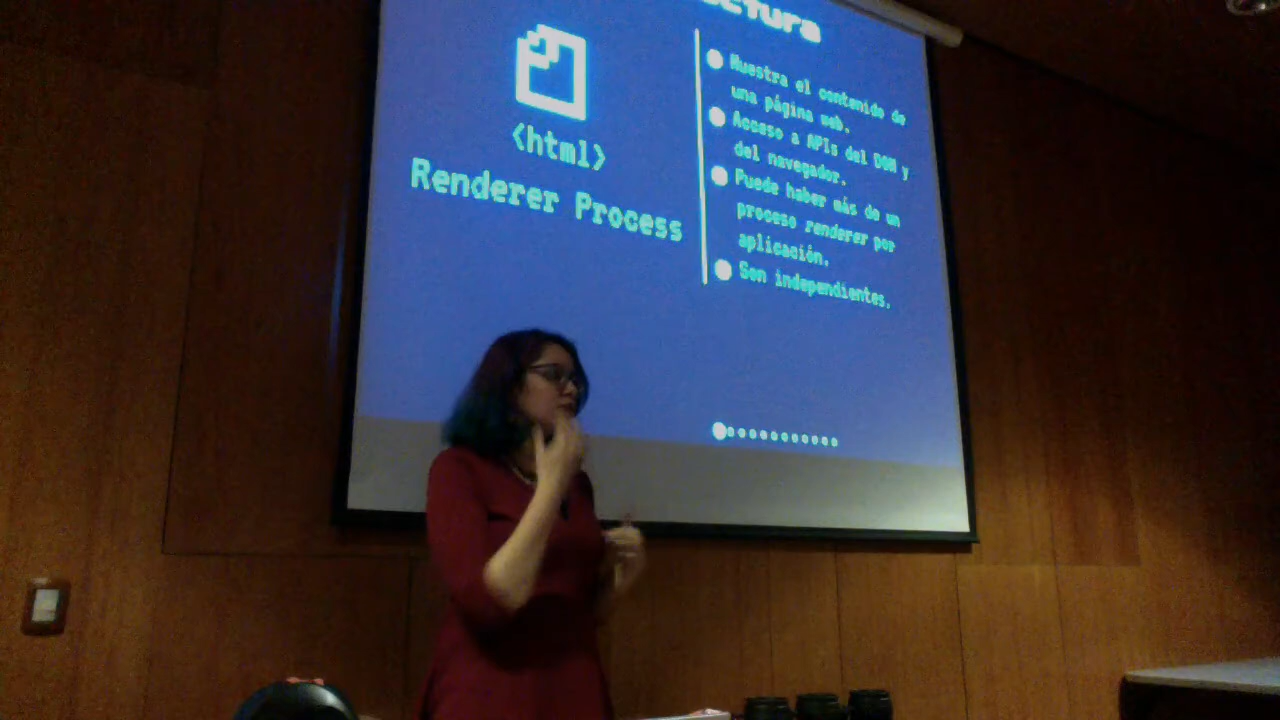 <html>
Renderer Process
Muestra el contenido de
una página web.
Acceso a APIs del DOM y
del navegador.
Puede haber más de un
proceso renderer por
aplicación.
Son independientes.